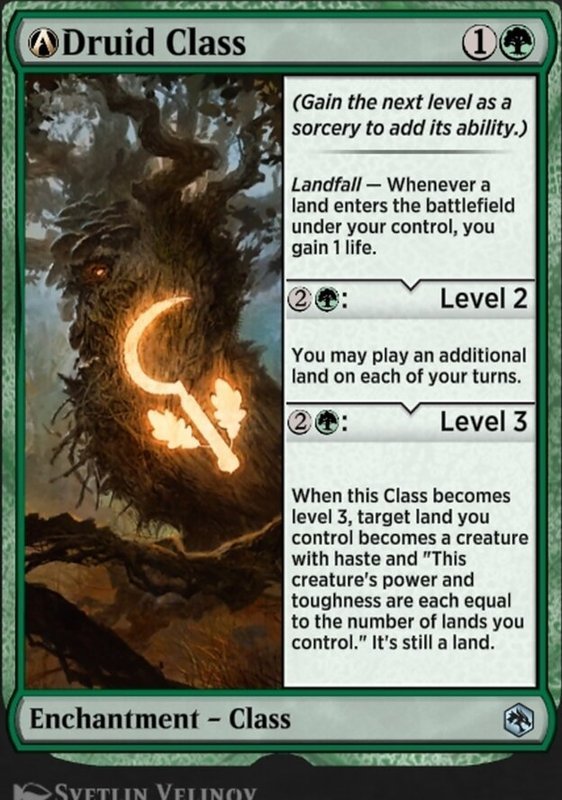 Druid Class 1
(Gain the next level as a
sorcery to add its ability.)
Landfall — Whenever a
land enters the battlefield
under your control, you
gain 1 life.
2 : Level 2
You may play an additional
land on each of your turns.
2 : Level 3
When this Class becomes
level 3, target land you
control becomes a creature
with haste and "This
creature's power and
toughness are each equal
to the number of lands you
control." It's still a land.
Enchantment – Class
Svetlin Velinov